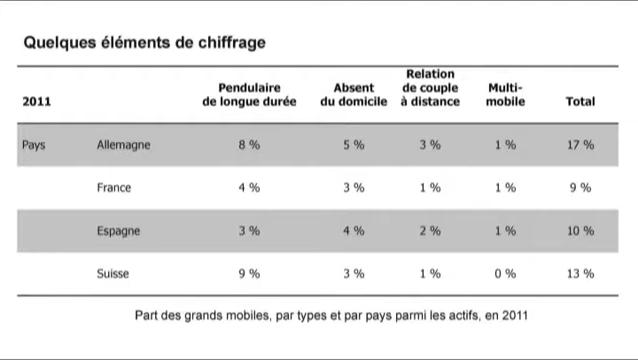 Quelques éléments de chiffrage
2011 Pendulaire de longue durée Absent du domicile Relation de couple à distance Multi-mobile Total
Pays Allemagne 8 % 5 % 3 % 1 % 17 %
France 4 % 3 % 1 % 1 % 9 %
Espagne 3 % 4 % 2 % 1 % 10 %
Suisse 9 % 3 % 1 % 0 % 13 %
Part des grands mobiles, par types et par pays parmi les actifs, en 2011